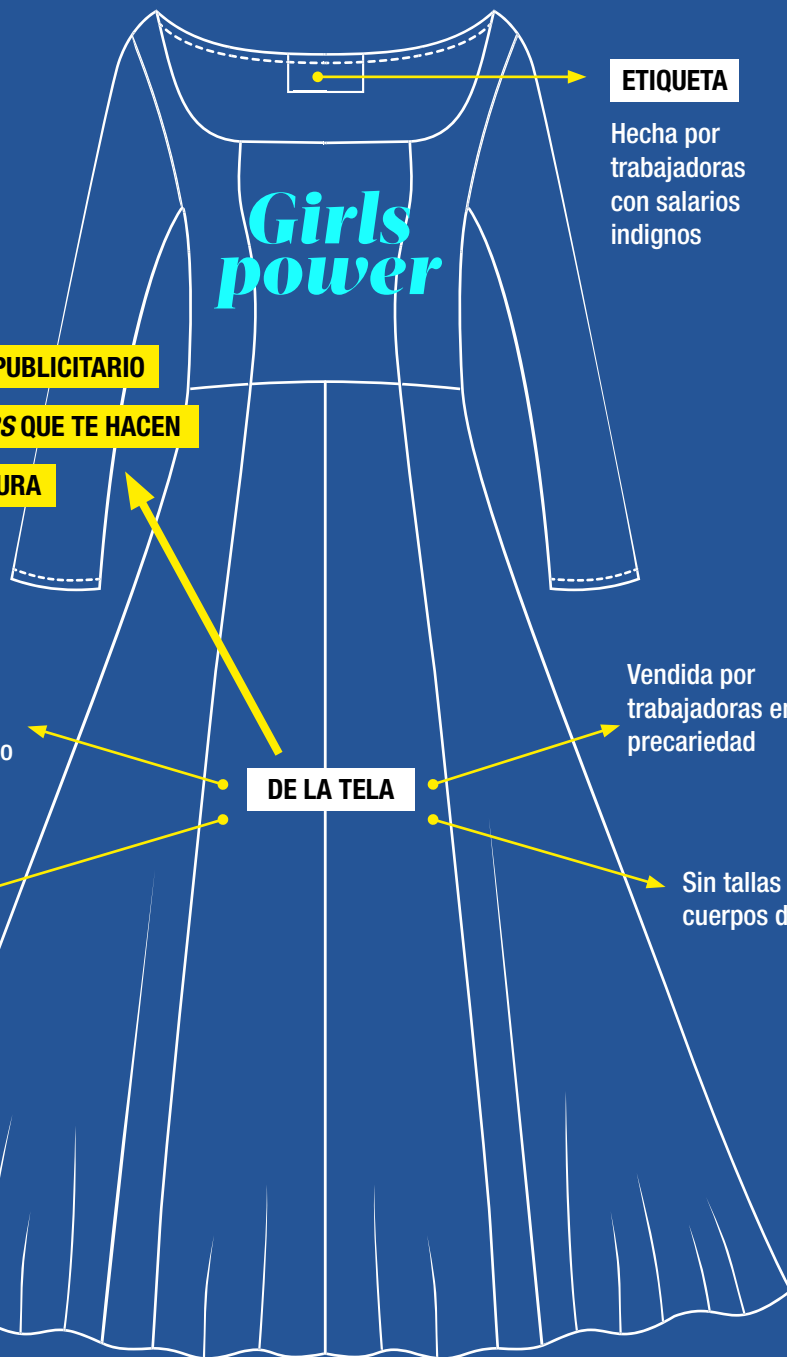 ETIQUETA
Hecha por
trabajadoras
con salarios
indignos
Girls
power
PUBLICITARIO
QUE TE HACEN
Vendida por
trabajadoras en
precariedad
DE LA TELA
Sin tallas
cuerpos